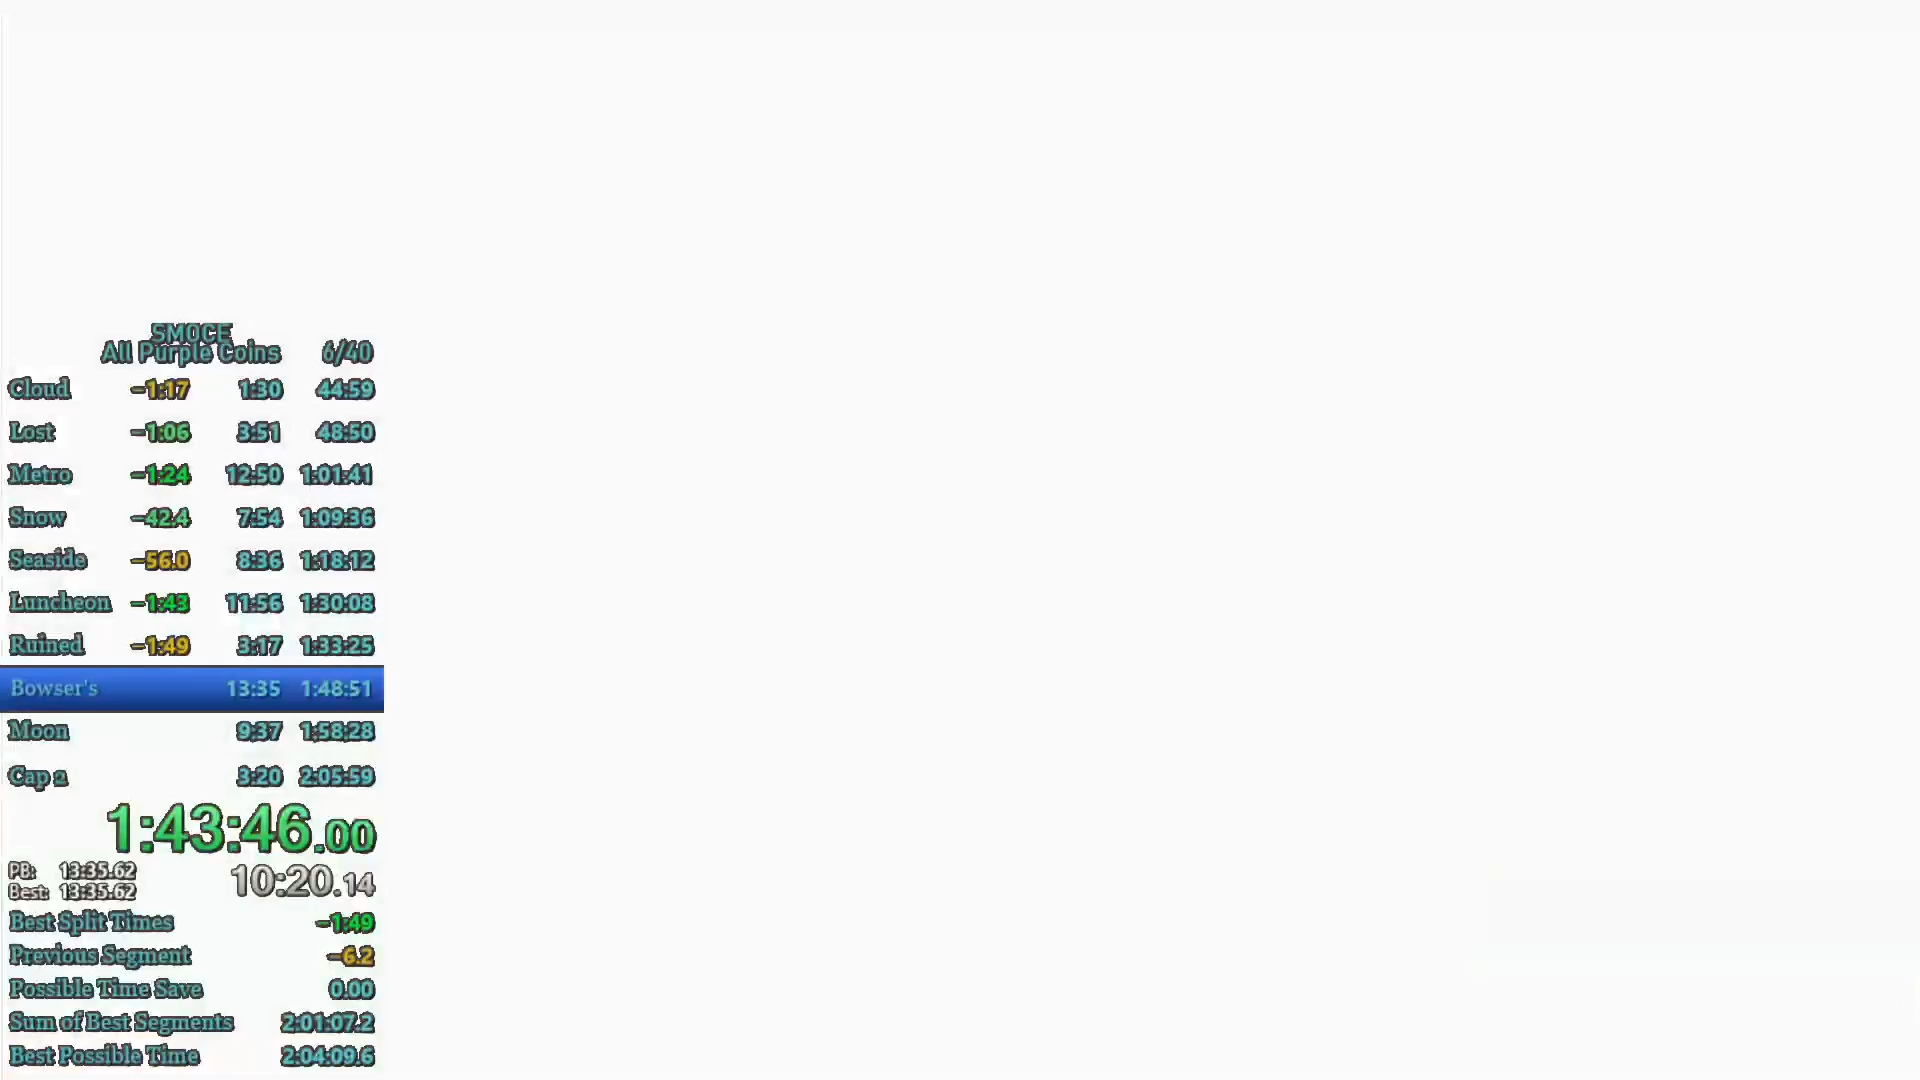 SMOCE
All Purple Coins 6/40
Cloud -1:17 1:30 44:59
Lost -1:06 3:51 48:50
Metro -1:24 12:50 1:01:41
Snow -42.4 7:54 1:09:36
Seaside -56.0 8:36 1:18:12
Luncheon -1:43 11:56 1:30:08
Ruined -1:49 3:17 1:33:25
Bowser's 13:35 1:48:51
Moon 9:37 1:58:28
Cap 2 3:20 2:05:59
1:43:46.00
PB: 13:35.62 10:20.14
Best: 13:35.62
Best Split Times -1:49
Previous Segment -6.2
Possible Time Save 0.00
Sum of Best Segments 2:01:07.2
Best Possible Time 2:04:09.6